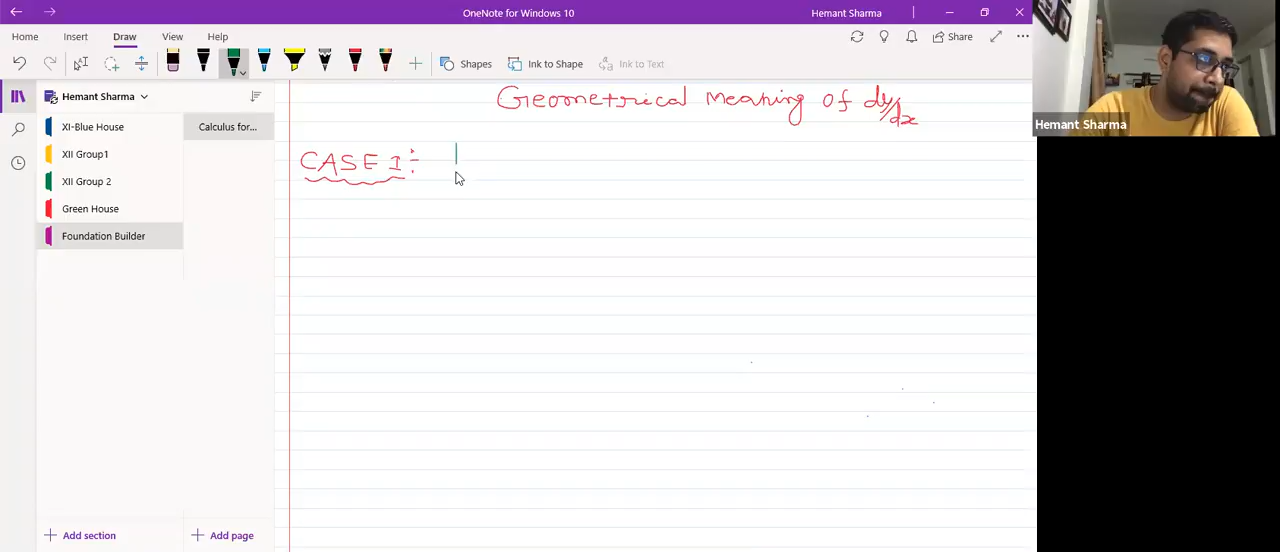 OneNote for Windows 10
Hemant Sharma
Home Insert Draw View Help
Share
Shapes
Ink to Shape
Ink to Text
Hemant Sharma
XI-Blue House
XII Group1
XII Group 2
Green House
Foundation Builder
Add section
Calculus for...
Add page
Geometrical Meaning of dy/dx
CASE I :
Hemant Sharma